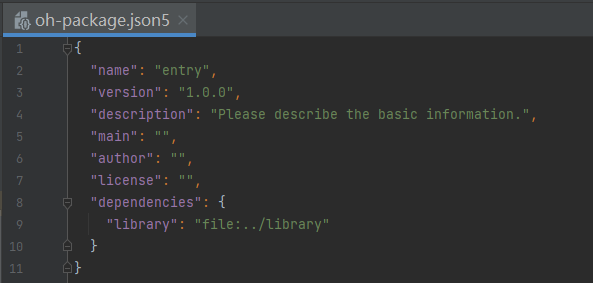 oh-package.json5
1 {
2 "name": "entry",
3 "version": "1.0.0",
4 "description": "Please describe the basic information.",
5 "main": "",
6 "author": "",
7 "license": "",
8 "dependencies": {
9 "library": "file:../library"
10 }
11 }